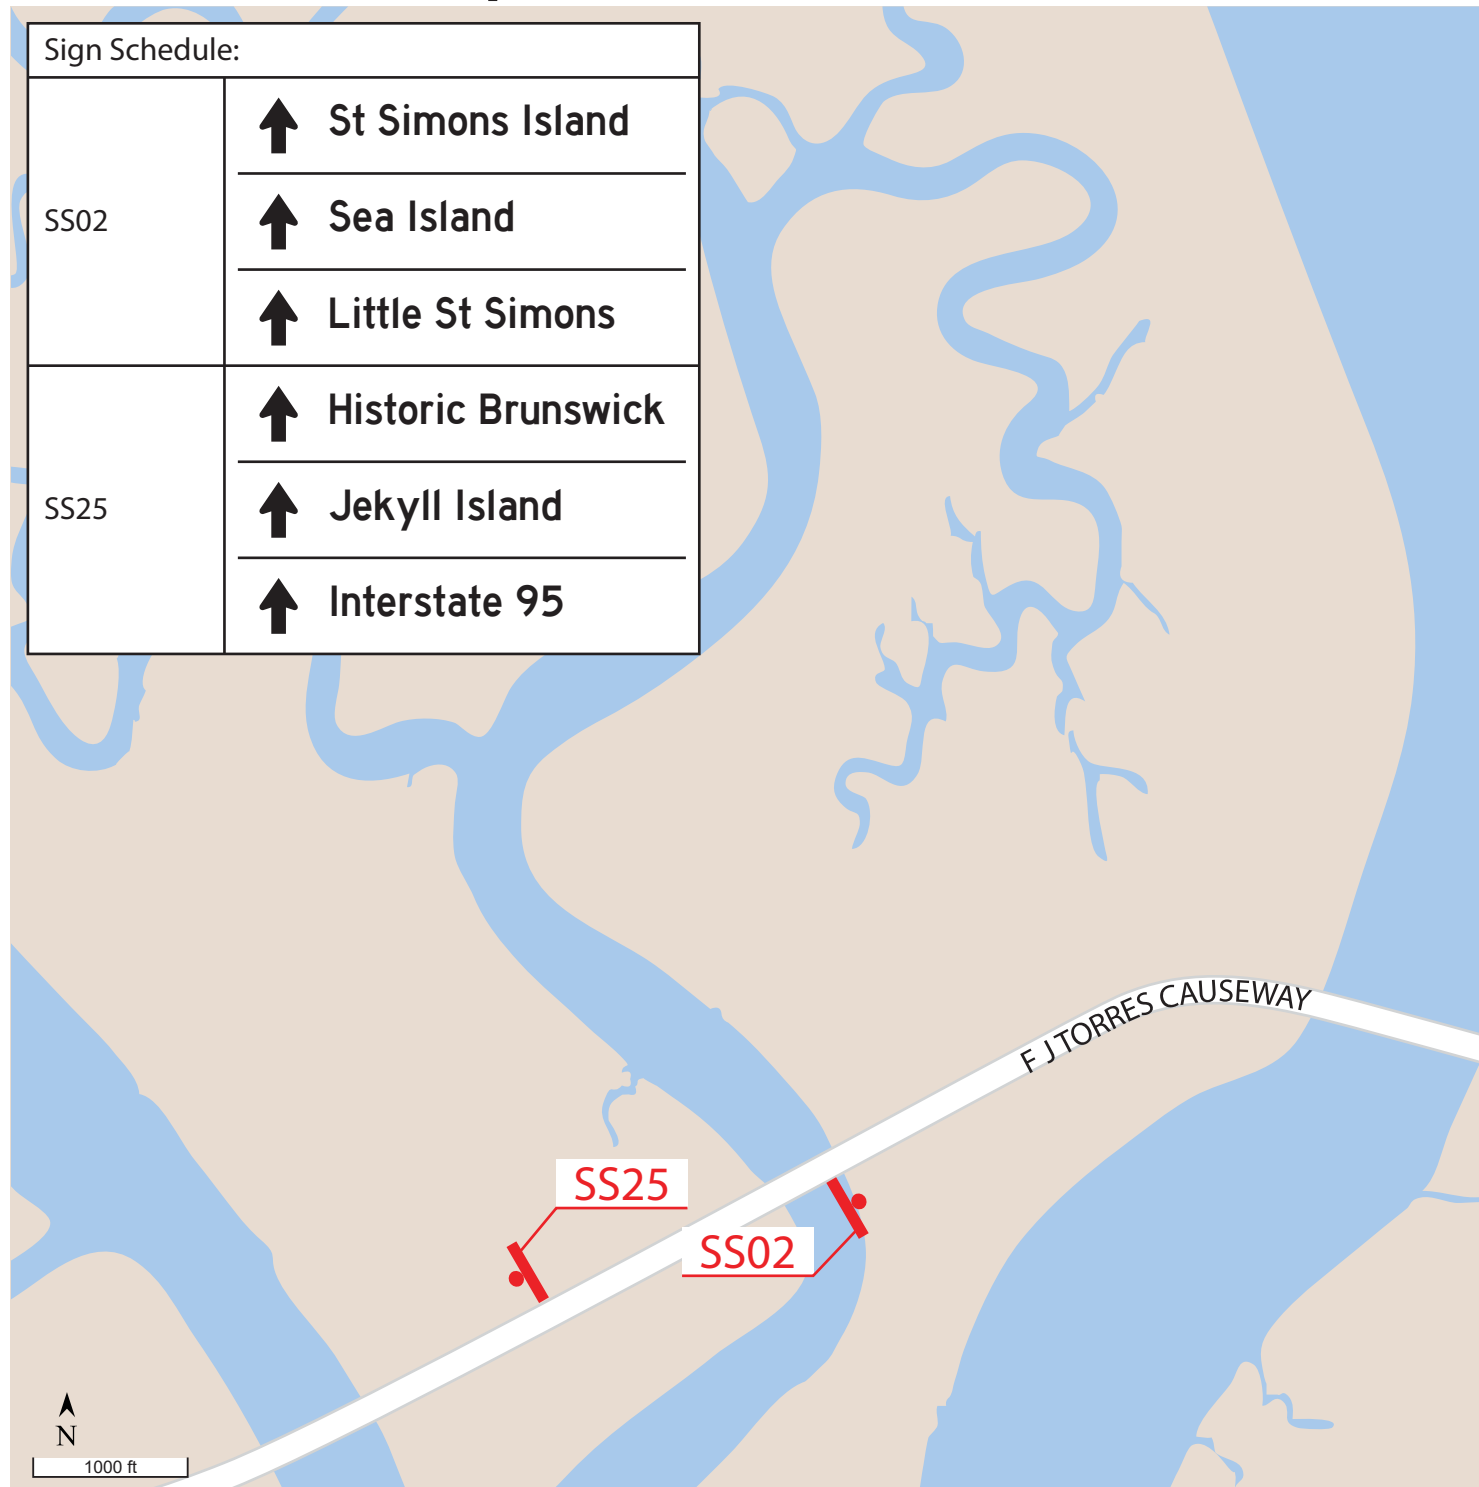 Sign Schedule:
SS02
St Simons Island
Sea Island
Little St Simons
SS25
Historic Brunswick
Jekyll Island
Interstate 95
F J TORRES CAUSEWAY
SS25
SS02
N
1000 ft